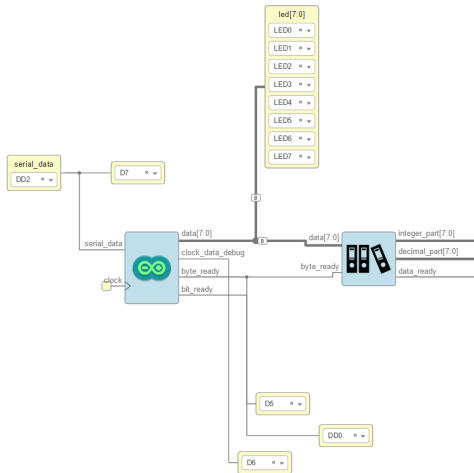 led[7:0]
LED0
LED1
LED2
LED3
LED4
LED5
LED6
LED7
serial_data
DD2
D7
8
serial_data
clock
data[7:0]
clock_data_debug
byte_ready
bit_ready
8
data[7:0]
byte_ready
integer_part[7:0]
decimal_part[7:0]
data_ready
D5
DD0
D6